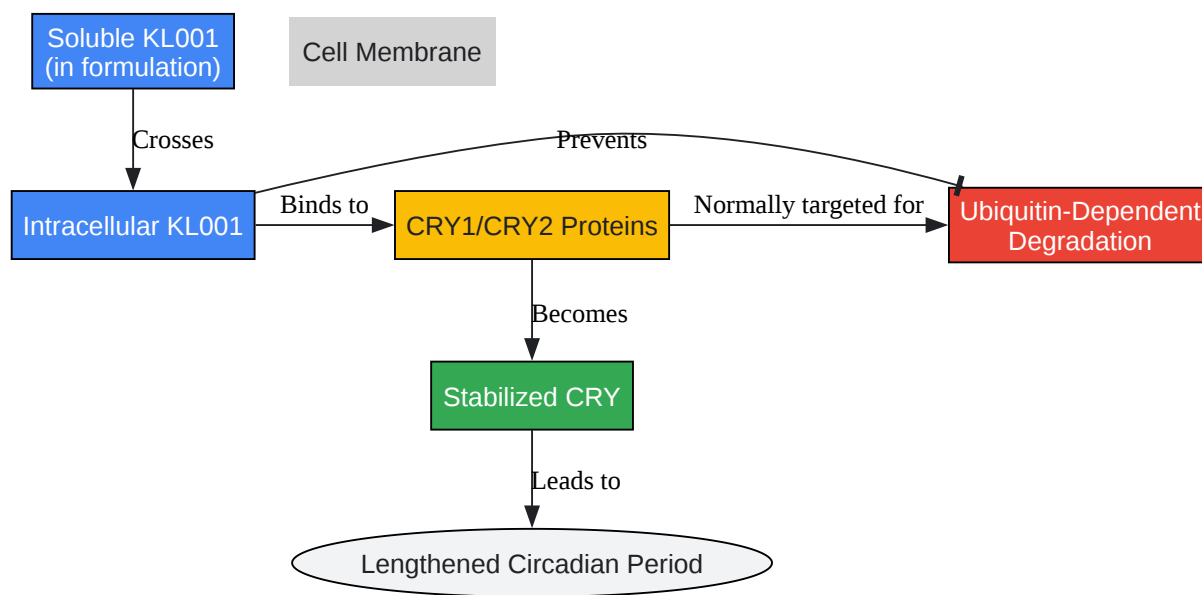 Soluble KL001
(in formulation)
Cell Membrane
Crosses
Prevents
Intracellular KL001
Binds to
CRY1/CRY2 Proteins
Normally targeted for
Ubiquitin-Dependent
Degradation
Becomes
Stabilized CRY
Leads to
Lengthened Circadian Period